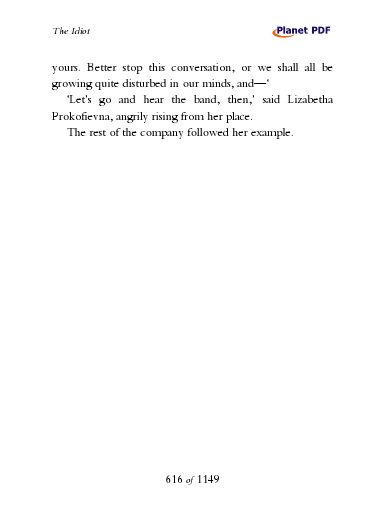 The Idiot
Planet PDF
yours. Better stop this conversation, or we shall all be
growing quite disturbed in our minds, and—‘
‘Let’s go and hear the band, then,’ said Lizabetha
Prokofievna, angrily rising from her place.
The rest of the company followed her example.
616 of 1149